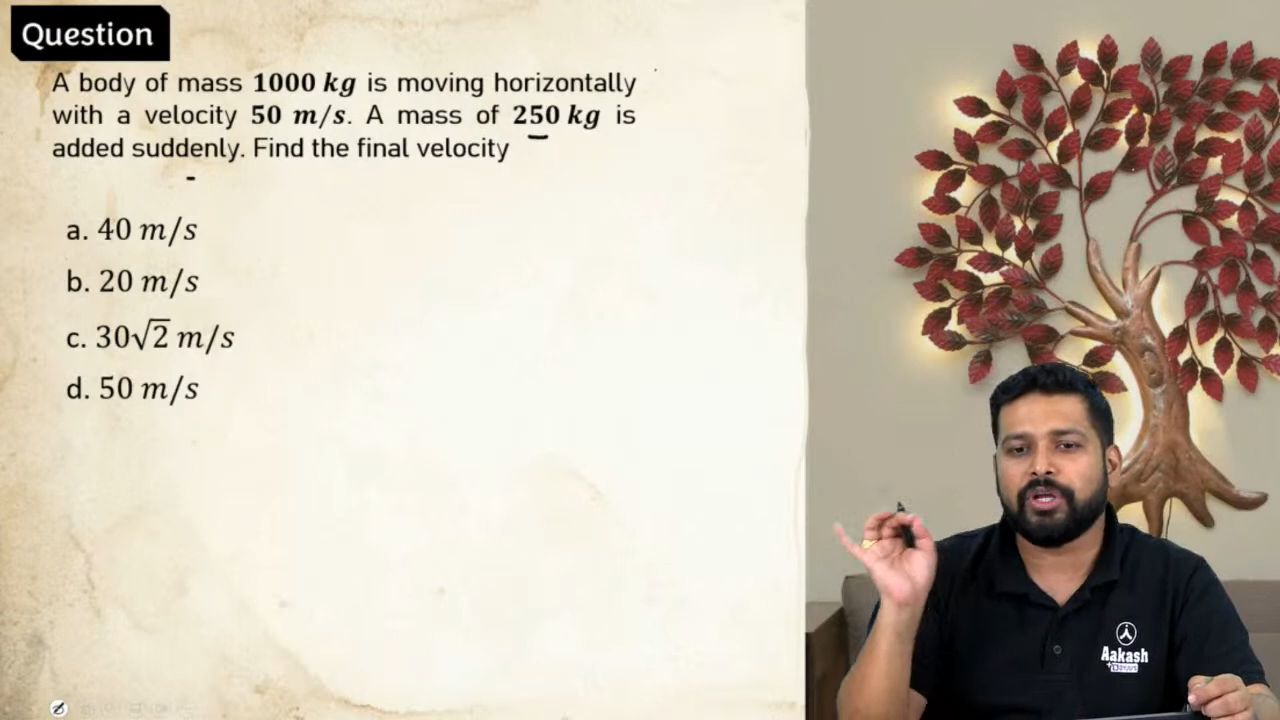 Question
A body of mass 1000 kg is moving horizontally
with a velocity 50 m/s. A mass of 250 kg is
added suddenly. Find the final velocity
a. 40 m/s
b. 20 m/s
c. 30√2 m/s
d. 50 m/s
Aakash